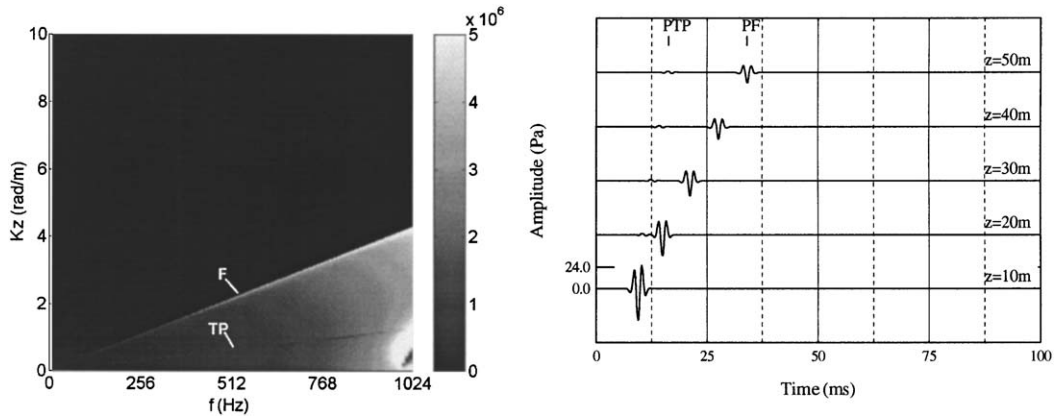 x 10⁶
10
8
6
4
2
0
Kz (rad/m)
F
TP
0
256
512
768
1024
f (Hz)
5
4
3
2
1
0
PTP
PF
z=50m
z=40m
z=30m
z=20m
z=10m
Amplitude (Pa)
24.0
0.0
0
25
50
75
100
Time (ms)